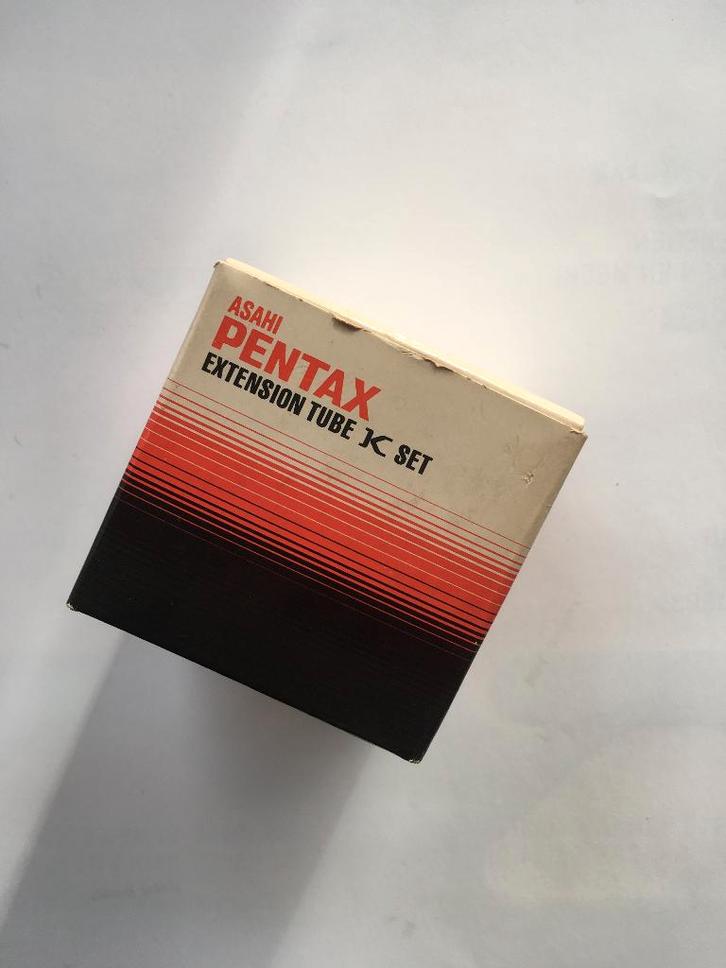 ASAHI
PENTAX
EXTENSION TUBE K SET